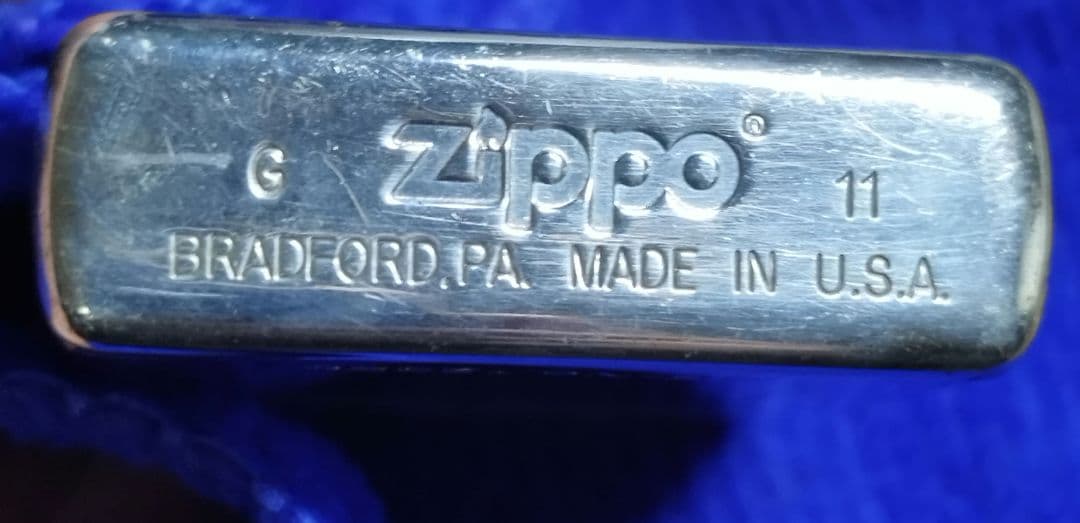 G Zippo® 11
BRADFORD,PA. MADE IN U.S.A.